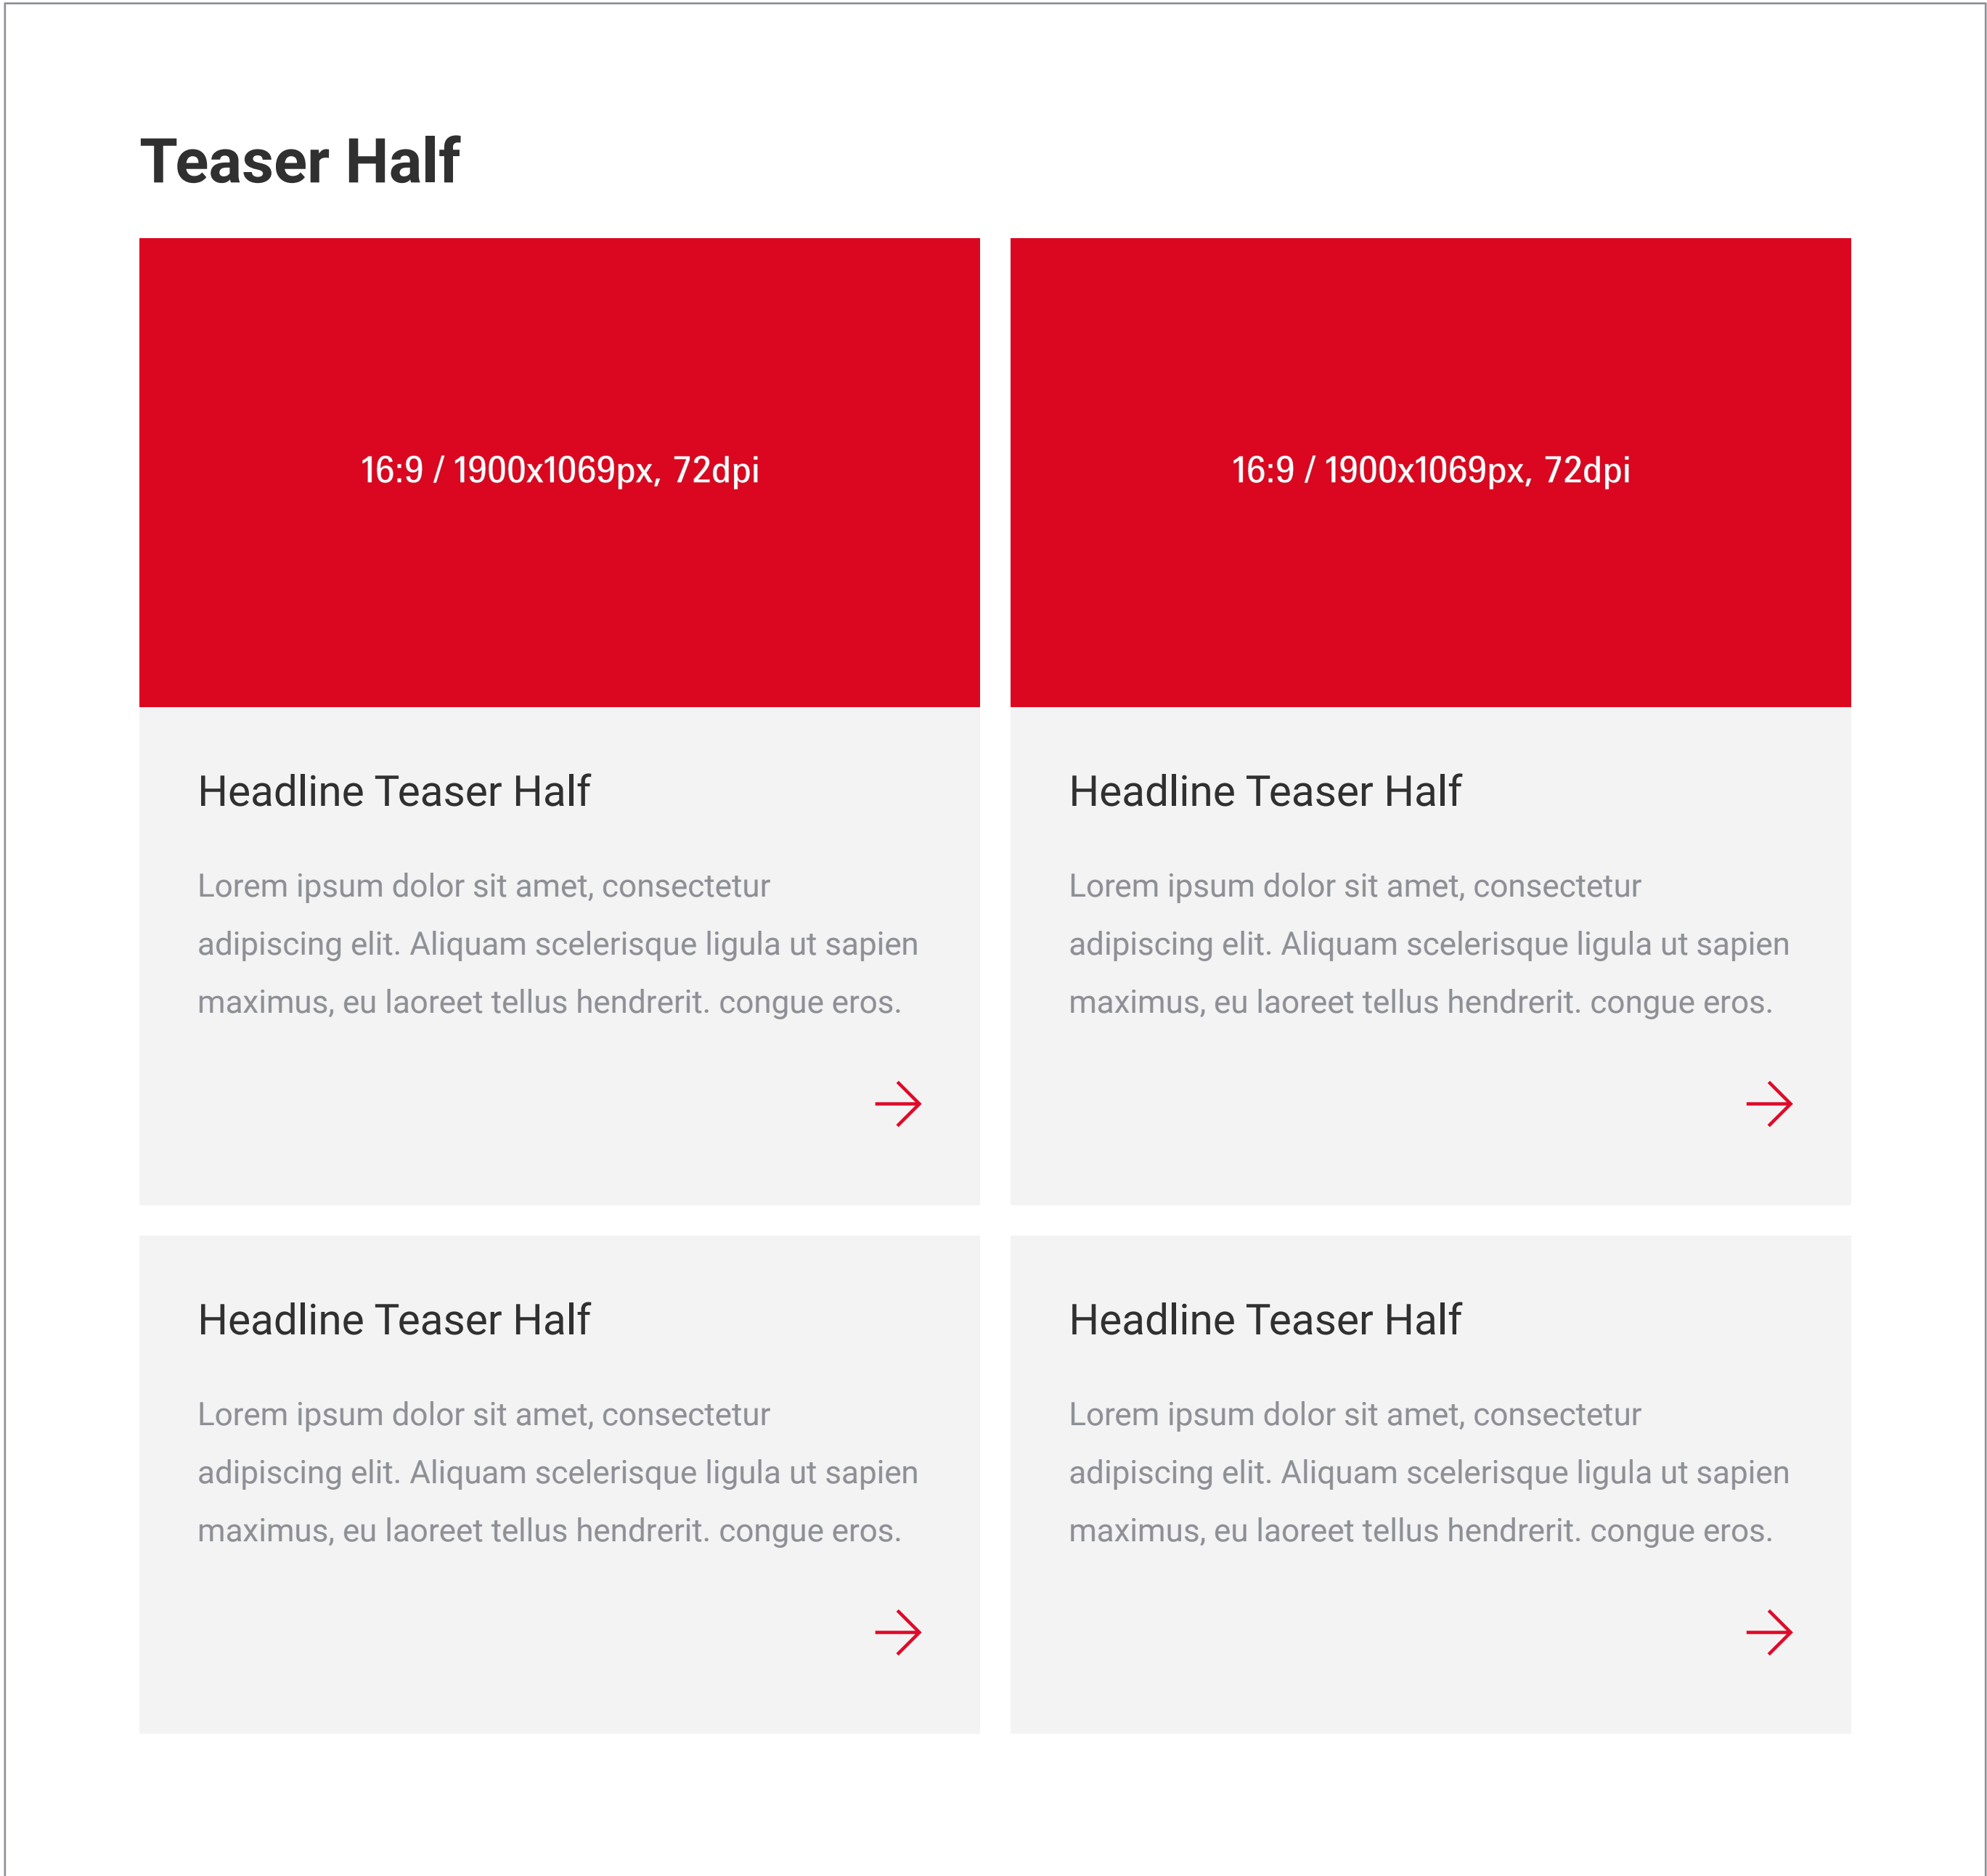 Teaser Half
16:9 / 1900x1069px, 72dpi
16:9 / 1900x1069px, 72dpi
Headline Teaser Half
Lorem ipsum dolor sit amet, consectetur
adipiscing elit. Aliquam scelerisque ligula ut sapien
maximus, eu laoreet tellus hendrerit. congue eros.
Headline Teaser Half
Lorem ipsum dolor sit amet, consectetur
adipiscing elit. Aliquam scelerisque ligula ut sapien
maximus, eu laoreet tellus hendrerit. congue eros.
Headline Teaser Half
Lorem ipsum dolor sit amet, consectetur
adipiscing elit. Aliquam scelerisque ligula ut sapien
maximus, eu laoreet tellus hendrerit. congue eros.
Headline Teaser Half
Lorem ipsum dolor sit amet, consectetur
adipiscing elit. Aliquam scelerisque ligula ut sapien
maximus, eu laoreet tellus hendrerit. congue eros.